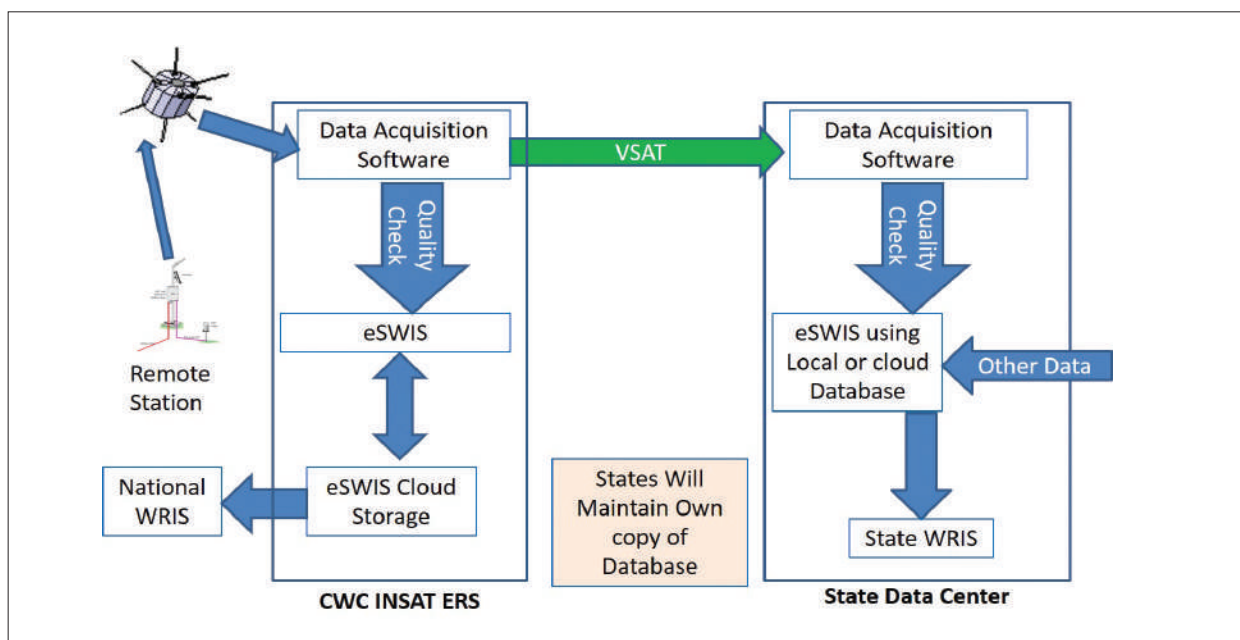 Data Acquisition
Software
VSAT
Data Acquisition
Software
Quality
Check
Quality
Check
eSWIS
eSWIS using
Local or cloud
Database
Other Data
Remote
Station
National
WRIS
eSWIS Cloud
Storage
States Will
Maintain Own
copy of
Database
State WRIS
CWC INSAT ERS
State Data Center